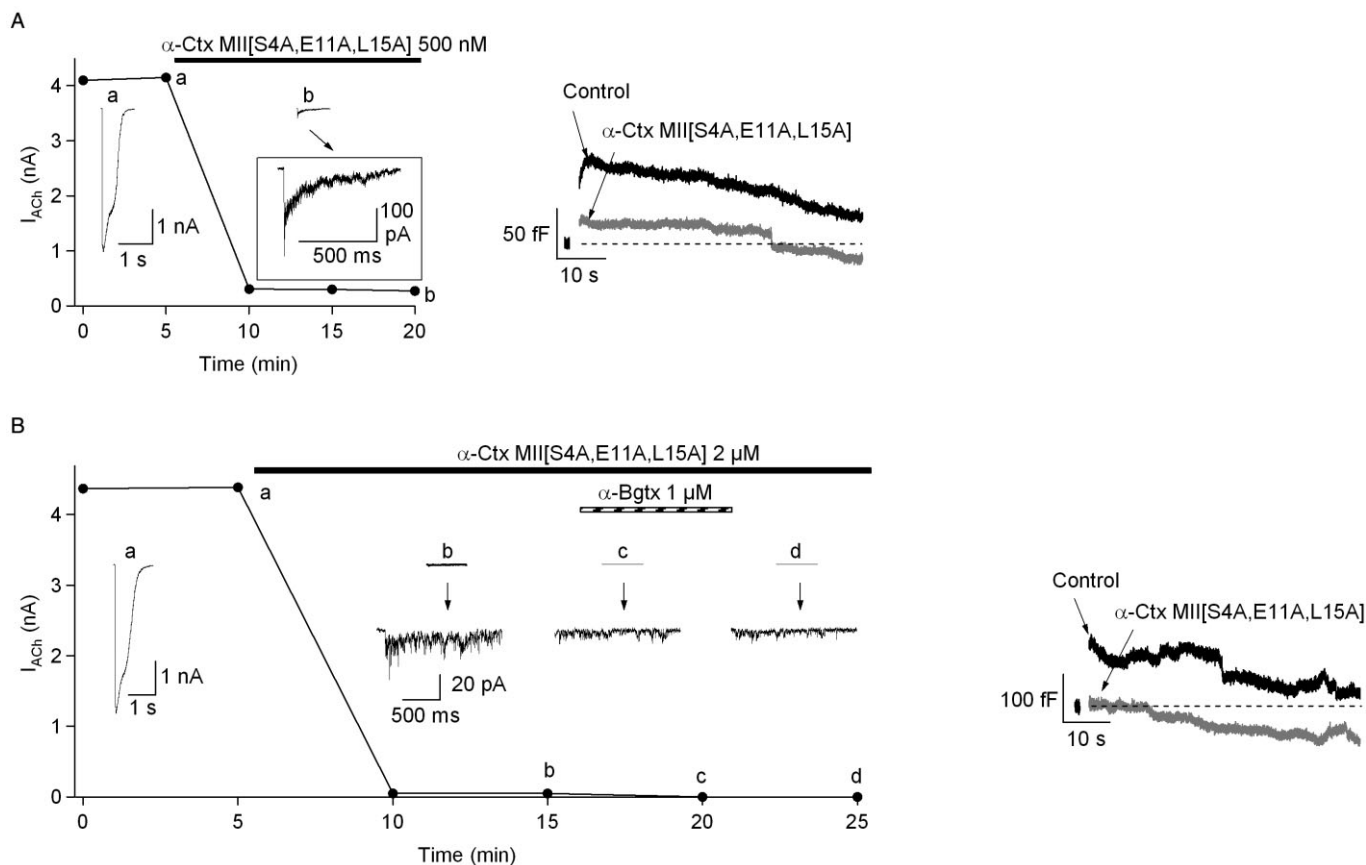 A
α-Ctx MII[S4A,E11A,L15A] 500 nM
4
3
2
1
0
I_ACh (nA)
a
a
1 nA
1 s
b
100 pA
500 ms
b
0
5
10
15
20
Time (min)
Control
α-Ctx MII[S4A,E11A,L15A]
50 fF
10 s
B
α-Ctx MII[S4A,E11A,L15A] 2 µM
α-Bgtx 1 µM
4
3
2
1
0
I_ACh (nA)
a
a
1 nA
1 s
b
c
d
20 pA
500 ms
b
c
d
0
5
10
15
20
25
Time (min)
Control
α-Ctx MII[S4A,E11A,L15A]
100 fF
10 s